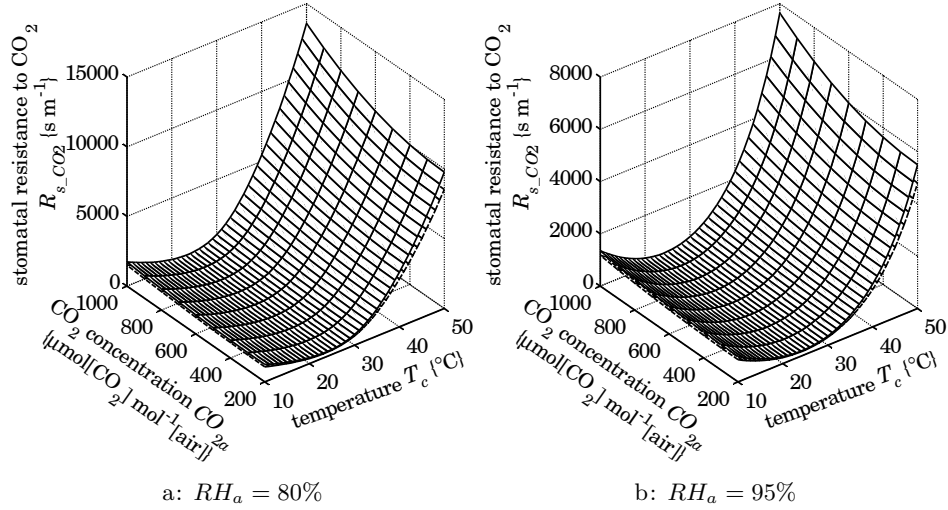 stomatal resistance to CO2
R_s_CO2 {s m-1}
15000
10000
5000
0
1000
800
600
400
200
CO2 concentration CO2a
{μmol[[CO2] mol-1[air]}
10
20
30
40
50
temperature Tc {°C}
a: RHa = 80%
stomatal resistance to CO2
R_s_CO2 {s m-1}
8000
6000
4000
2000
0
1000
800
600
400
200
CO2 concentration CO2a
{μmol[[CO2] mol-1[air]}
10
20
30
40
50
temperature Tc {°C}
b: RHa = 95%